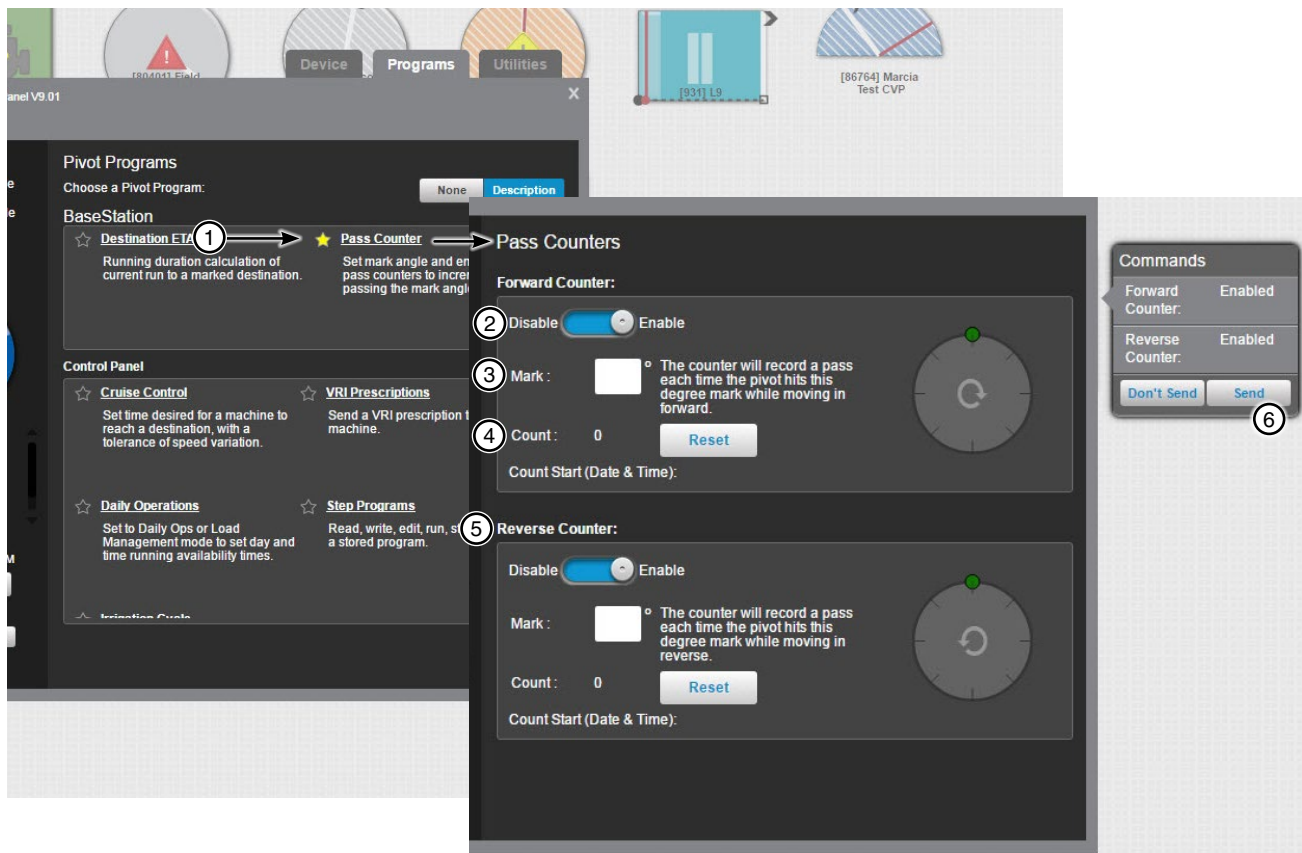 [80401] Field
Device
Programs
Utilities
[931] L9
[86764] Marcia
Test CVP
anel V9.01
X
Pivot Programs
Choose a Pivot Program:
None
Description
BaseStation
Destination ETA
1
Running duration calculation of
current run to a marked destination.
Pass Counter
Set mark angle and en
pass counters to increm
passing the mark angle
Control Panel
Cruise Control
Set time desired for a machine to
reach a destination, with a
tolerance of speed variation.
VRI Prescriptions
Send a VRI prescription t
machine.
Daily Operations
Set to Daily Ops or Load
Management mode to set day and
time running availability times.
Step Programs
Read, write, edit, run, s
a stored program.
Irrigation Cycle
e
e
M
Pass Counters
Forward Counter:
2
Disable
Enable
3
Mark :
°
The counter will record a pass
each time the pivot hits this
degree mark while moving in
forward.
4
Count :
0
Reset
Count Start (Date & Time):
5
Reverse Counter:
Disable
Enable
Mark :
°
The counter will record a pass
each time the pivot hits this
degree mark while moving in
reverse.
Count :
0
Reset
Count Start (Date & Time):
Commands
Forward
Counter:
Enabled
Reverse
Counter:
Enabled
Don't Send
Send
6